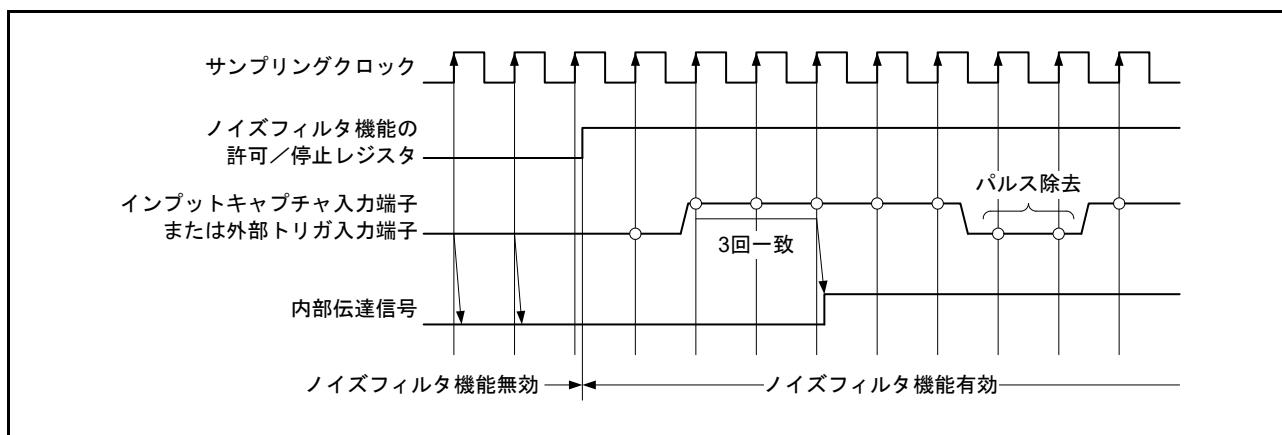 サンプリングクロック
ノイズフィルタ機能の
許可／停止レジスタ
インプットキャプチャ入力端子
または外部トリガ入力端子
パルス除去
3回一致
内部伝達信号
ノイズフィルタ機能無効
ノイズフィルタ機能有効